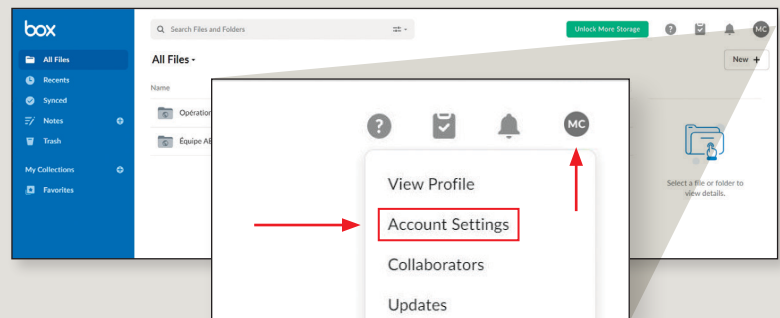 box
Search Files and Folders
Unlock More Storage
?
MC
All Files
All Files
New +
Recents
Name
Synced
Opération
Notes
Équipe AE
Trash
My Collections
Favorites
Select a file or folder to
view details.
?
MC
View Profile
Account Settings
Collaborators
Updates